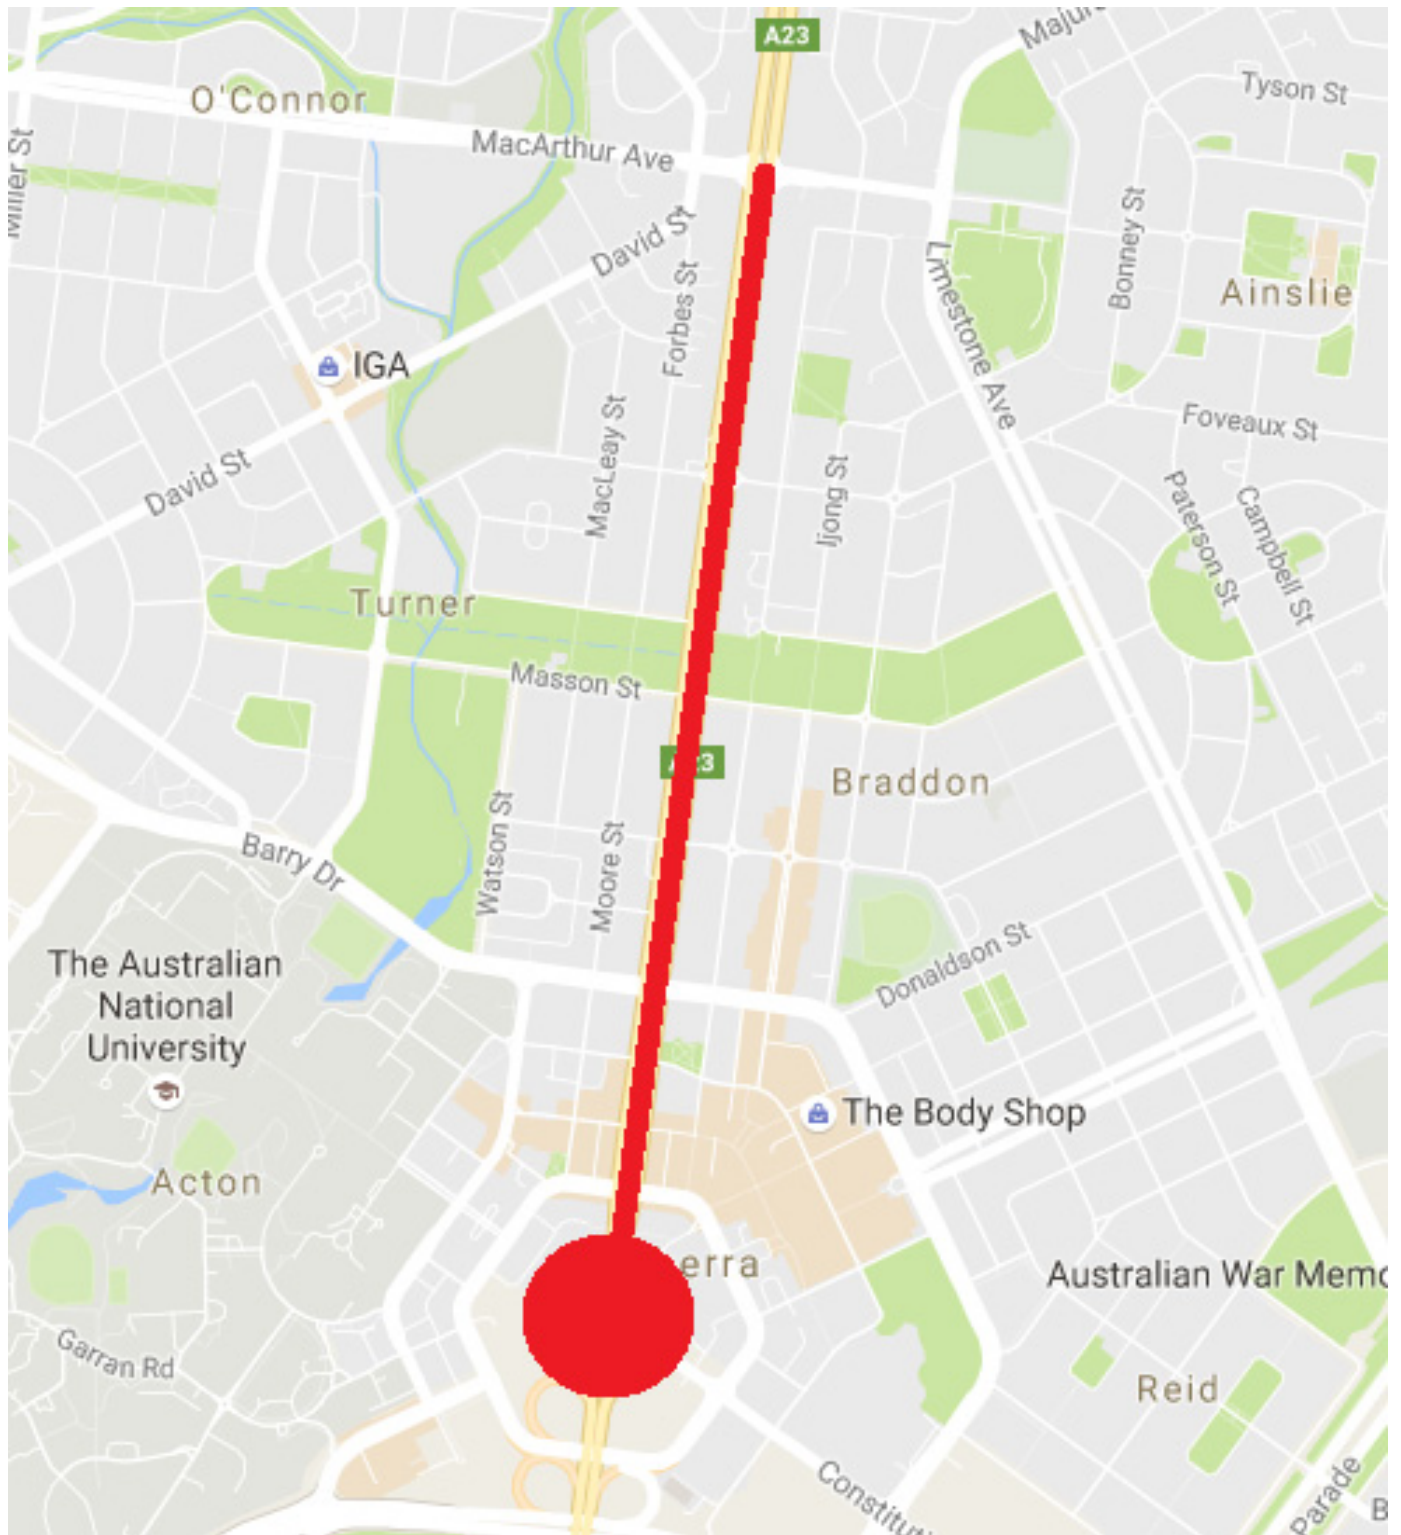 A23
Tyson St
O'Connor
MacArthur Ave
Miller St
David St
Bonney St
Limestone Ave
Ainslie
Forbes St
IGA
MacLeay St
Foveaux St
David St
Ijong St
Paterson St
Campbell St
Turner
Masson St
Braddon
Watson St
Moore St
Barry Dr
Donaldson St
The Australian
National
University
The Body Shop
Acton
erra
Australian War Memo
Garran Rd
Reid
Constituti
Parade
B